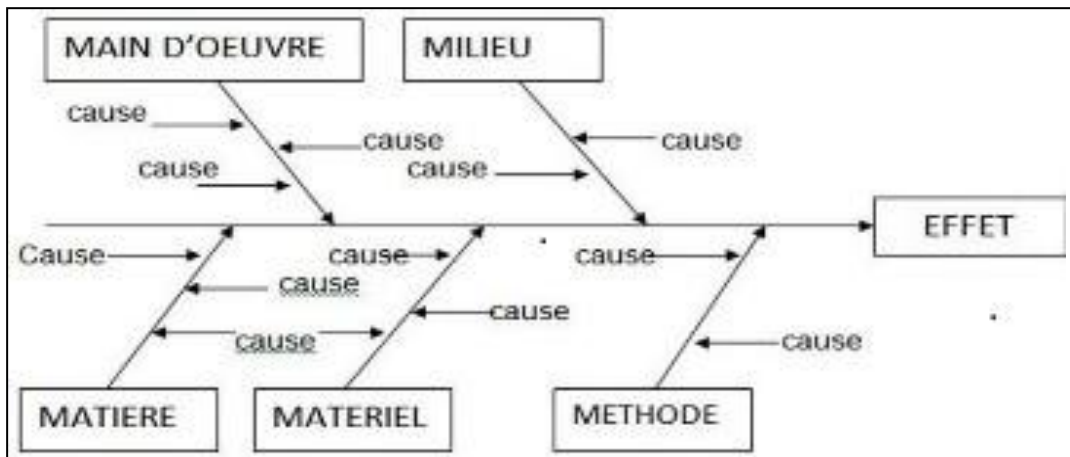 MAIN D'OEUVRE
MILIEU
cause
cause
cause
cause
cause
EFFET
Cause
cause
cause
cause
cause
cause
cause
cause
MATIERE
MATERIEL
METHODE